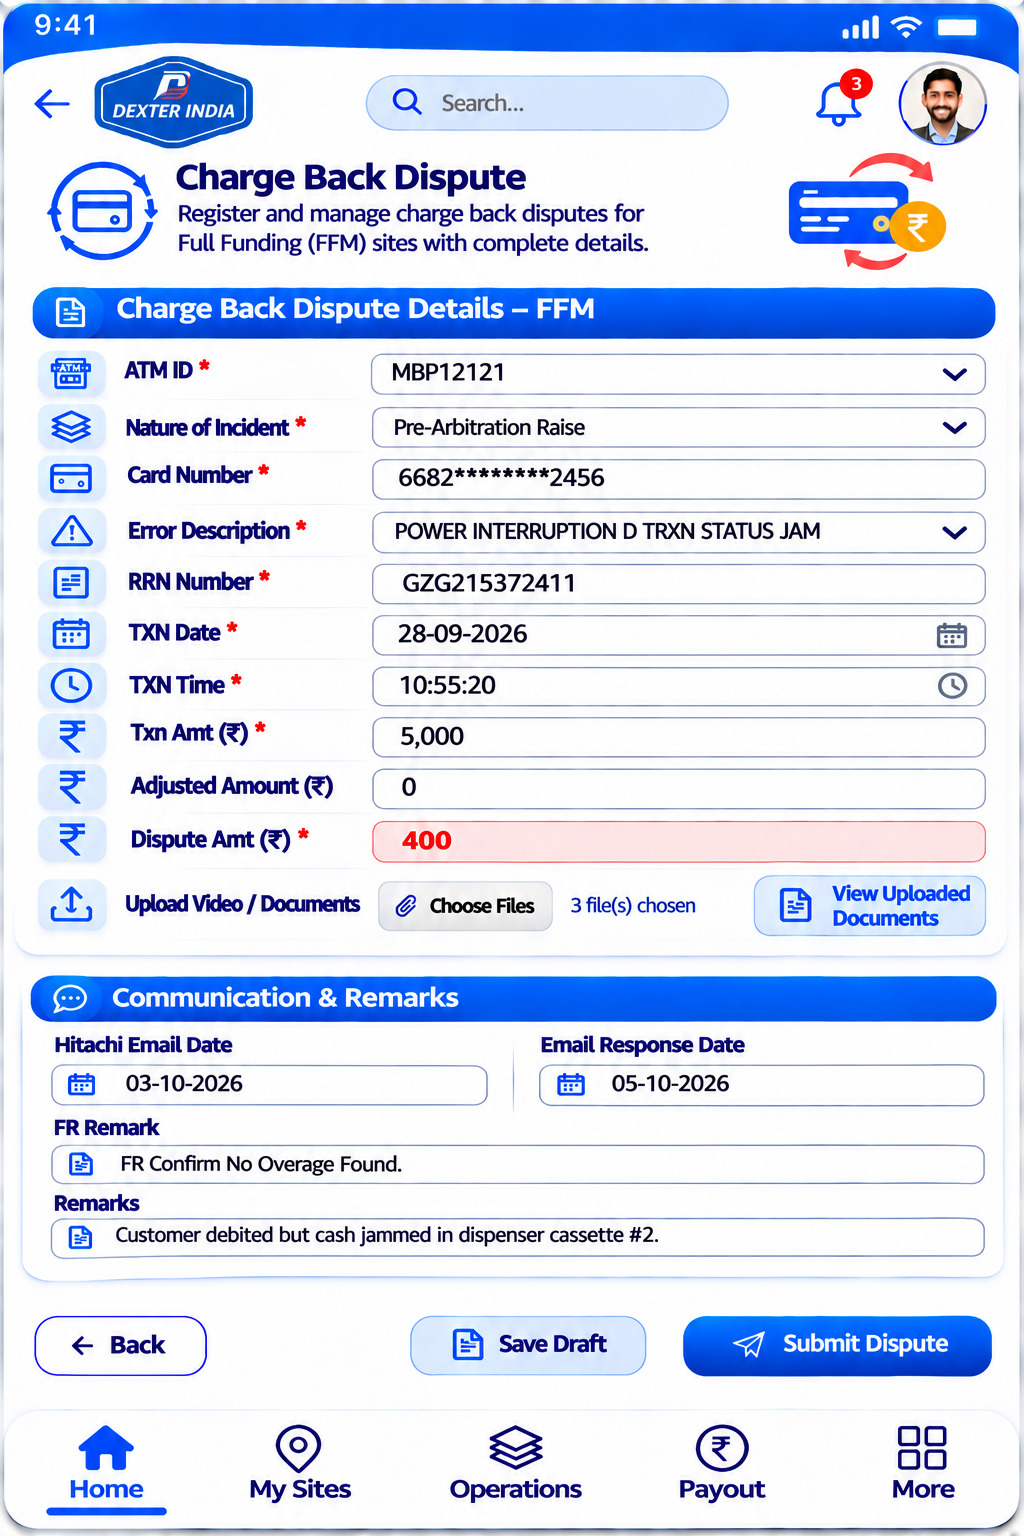 9:41
DEXTER INDIA
Search...
3
Charge Back Dispute
Register and manage charge back disputes for
Full Funding (FFM) sites with complete details.
₹
Charge Back Dispute Details – FFM
ATM
ATM ID *
MBP12121
Nature of Incident *
Pre-Arbitration Raise
Card Number *
6682********2456
Error Description *
POWER INTERRUPTION D TRXN STATUS JAM
RRN Number *
GZG215372411
TXN Date *
28-09-2026
TXN Time *
10:55:20
₹
Txn Amt (₹) *
5,000
₹
Adjusted Amount (₹)
0
₹
Dispute Amt (₹) *
400
Upload Video / Documents
Choose Files
3 file(s) chosen
View Uploaded
Documents
Communication & Remarks
Hitachi Email Date
Email Response Date
03-10-2026
05-10-2026
FR Remark
FR Confirm No Overage Found.
Remarks
Customer debited but cash jammed in dispenser cassette #2.
Back
Save Draft
Submit Dispute
₹
Home
My Sites
Operations
Payout
More